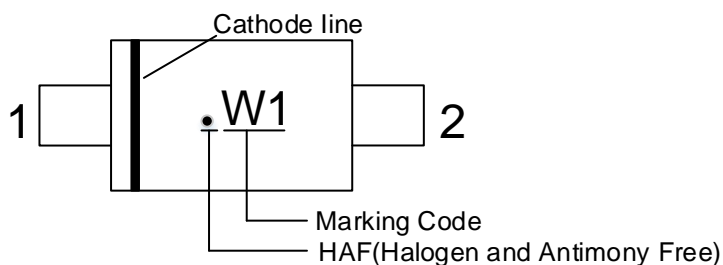 Cathode line
1
•W1
2
Marking Code
HAF(Halogen and Antimony Free)